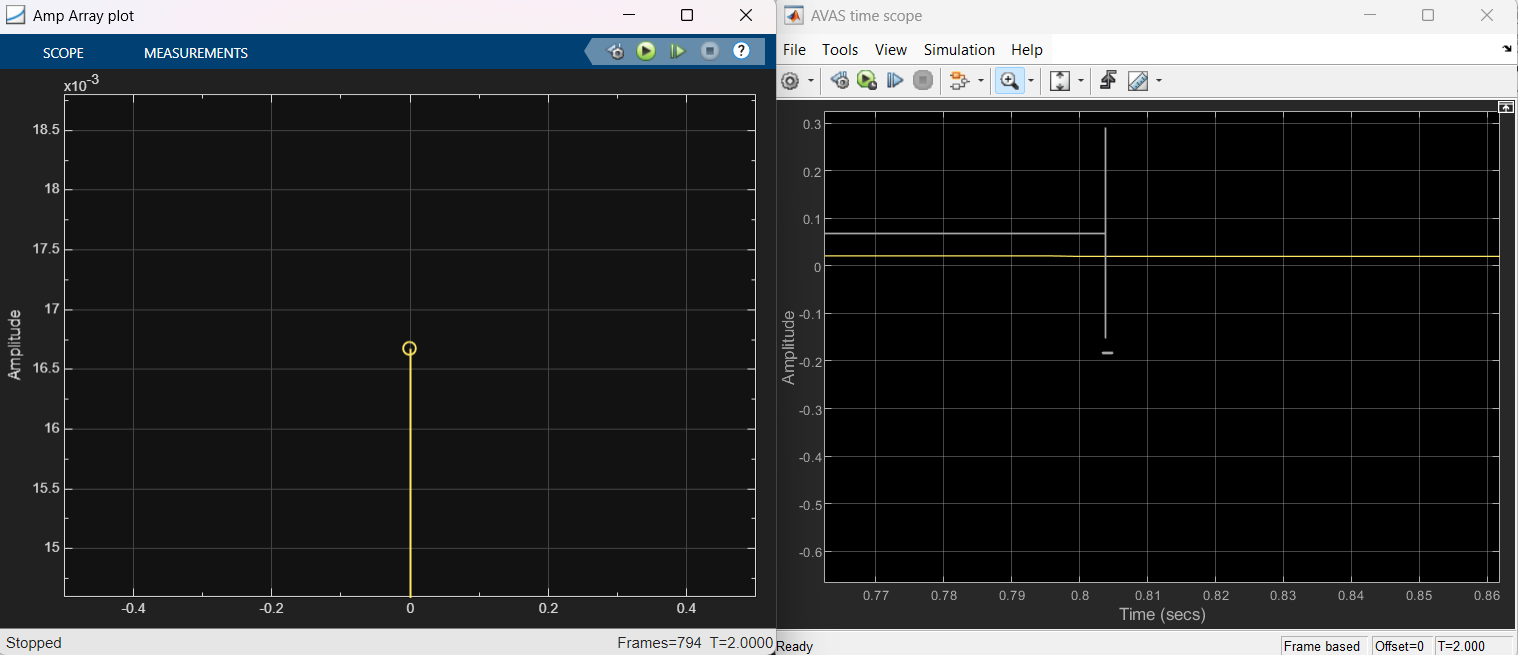 Amp Array plot
SCOPE MEASUREMENTS ?
x10-3
18.5
18
17.5
17
16.5
16
15.5
15
Amplitude
-0.4 -0.2 0 0.2 0.4
Stopped Frames=794 T=2.0000
AVAS time scope
File Tools View Simulation Help
0.3
0.2
0.1
0
-0.1
-0.2
-0.3
-0.4
-0.5
-0.6
Amplitude
0.77 0.78 0.79 0.8 0.81 0.82 0.83 0.84 0.85 0.86
Time (secs)
Ready Frame based Offset=0 T=2.000